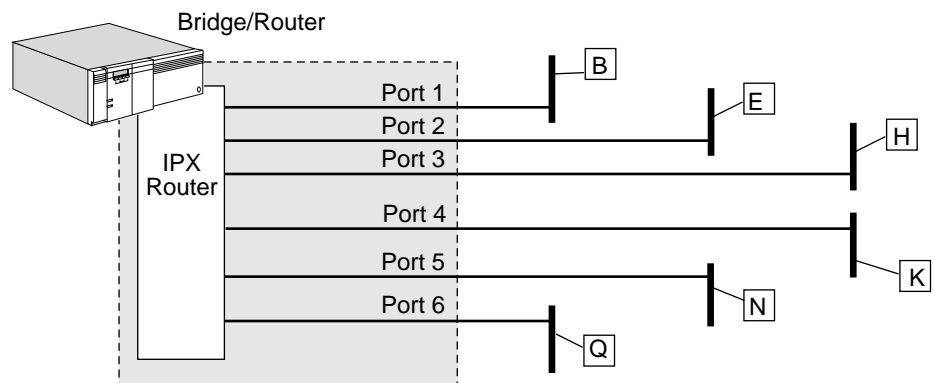 Bridge/Router
B
Port 1
E
Port 2
H
Port 3
IPX
Router
Port 4
K
Port 5
N
Port 6
Q